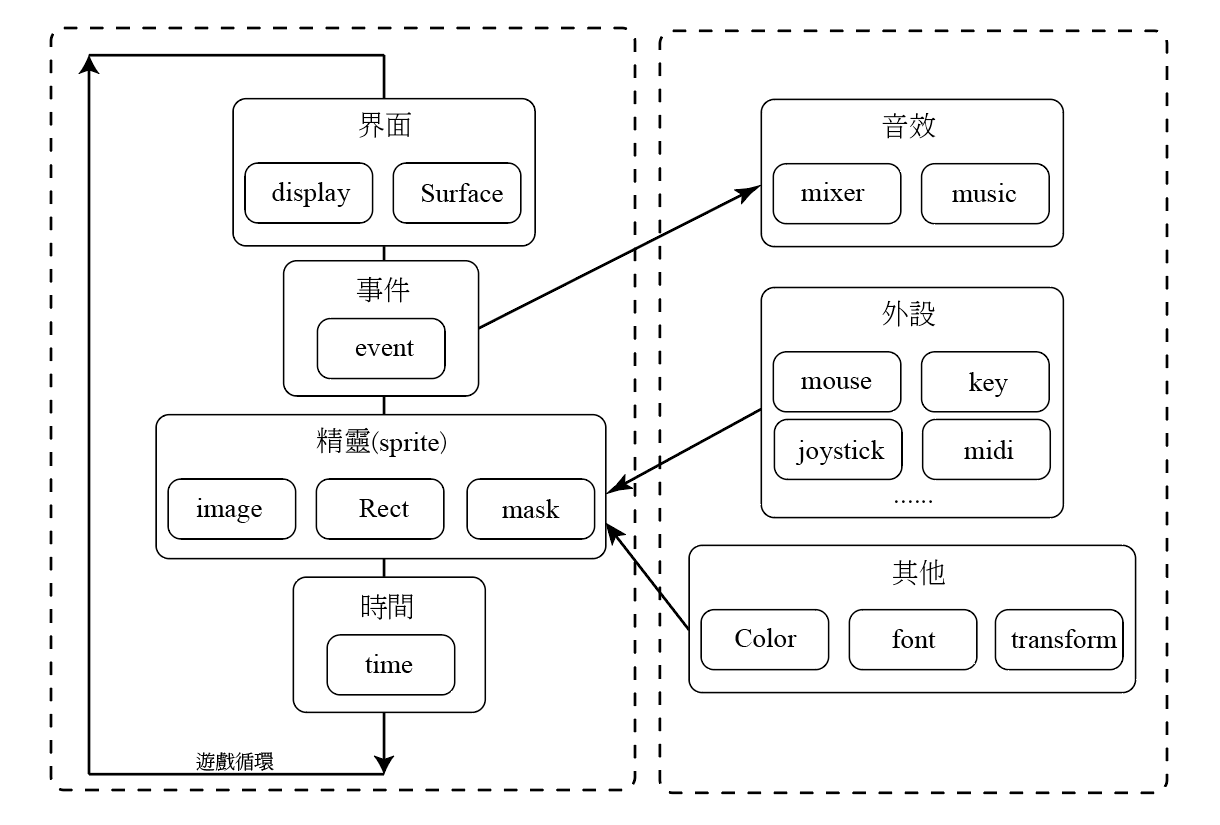 界面
display
Surface
事件
event
精靈(sprite)
image
Rect
mask
時間
time
遊戲循環
音效
mixer
music
外設
mouse
key
joystick
midi
......
其他
Color
font
transform